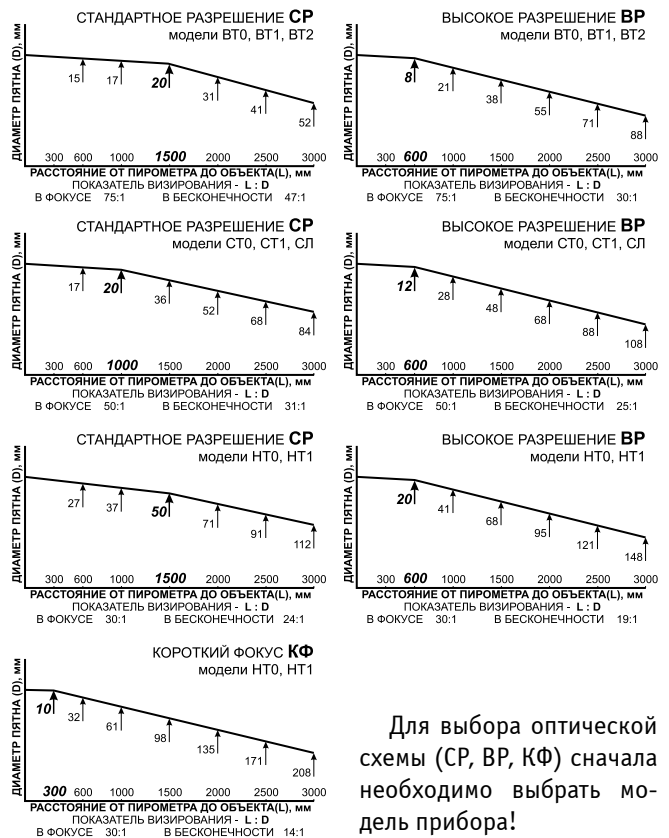 СТАНДАРТНОЕ РАЗРЕШЕНИЕ СР
модели ВТ0, ВТ1, ВТ2
ДИАМЕТР ПЯТНА (D), мм
15 17 20 31 41 52
300 600 1000 1500 2000 2500 3000
РАССТОЯНИЕ ОТ ПИРОМЕТРА ДО ОБЪЕКТА(L), мм
ПОКАЗАТЕЛЬ ВИЗИРОВАНИЯ - L : D
В ФОКУСЕ 75:1 В БЕСКОНЕЧНОСТИ 47:1
ВЫСОКОЕ РАЗРЕШЕНИЕ ВР
модели ВТ0, ВТ1, ВТ2
ДИАМЕТР ПЯТНА (D), мм
8 21 38 55 71 88
300 600 1000 1500 2000 2500 3000
РАССТОЯНИЕ ОТ ПИРОМЕТРА ДО ОБЪЕКТА(L), мм
ПОКАЗАТЕЛЬ ВИЗИРОВАНИЯ - L : D
В ФОКУСЕ 75:1 В БЕСКОНЕЧНОСТИ 30:1
СТАНДАРТНОЕ РАЗРЕШЕНИЕ СР
модели СТ0, СТ1, СЛ
ДИАМЕТР ПЯТНА (D), мм
17 20 36 52 68 84
300 600 1000 1500 2000 2500 3000
РАССТОЯНИЕ ОТ ПИРОМЕТРА ДО ОБЪЕКТА(L), мм
ПОКАЗАТЕЛЬ ВИЗИРОВАНИЯ - L : D
В ФОКУСЕ 50:1 В БЕСКОНЕЧНОСТИ 31:1
ВЫСОКОЕ РАЗРЕШЕНИЕ ВР
модели СТ0, СТ1, СЛ
ДИАМЕТР ПЯТНА (D), мм
12 28 48 68 88 108
300 600 1000 1500 2000 2500 3000
РАССТОЯНИЕ ОТ ПИРОМЕТРА ДО ОБЪЕКТА(L), мм
ПОКАЗАТЕЛЬ ВИЗИРОВАНИЯ - L : D
В ФОКУСЕ 50:1 В БЕСКОНЕЧНОСТИ 25:1
СТАНДАРТНОЕ РАЗРЕШЕНИЕ СР
модели НТ0, НТ1
ДИАМЕТР ПЯТНА (D), мм
27 37 50 71 91 112
300 600 1000 1500 2000 2500 3000
РАССТОЯНИЕ ОТ ПИРОМЕТРА ДО ОБЪЕКТА(L), мм
ПОКАЗАТЕЛЬ ВИЗИРОВАНИЯ - L : D
В ФОКУСЕ 30:1 В БЕСКОНЕЧНОСТИ 24:1
ВЫСОКОЕ РАЗРЕШЕНИЕ ВР
модели НТ0, НТ1
ДИАМЕТР ПЯТНА (D), мм
20 41 68 95 121 148
300 600 1000 1500 2000 2500 3000
РАССТОЯНИЕ ОТ ПИРОМЕТРА ДО ОБЪЕКТА(L), мм
ПОКАЗАТЕЛЬ ВИЗИРОВАНИЯ - L : D
В ФОКУСЕ 30:1 В БЕСКОНЕЧНОСТИ 19:1
КОРОТКИЙ ФОКУС КФ
модели НТ0, НТ1
ДИАМЕТР ПЯТНА (D), мм
10 32 61 98 135 171 208
300 600 1000 1500 2000 2500 3000
РАССТОЯНИЕ ОТ ПИРОМЕТРА ДО ОБЪЕКТА(L), мм
ПОКАЗАТЕЛЬ ВИЗИРОВАНИЯ - L : D
В ФОКУСЕ 30:1 В БЕСКОНЕЧНОСТИ 14:1
Для выбора оптической
схемы (СР, ВР, КФ) сначала
необходимо выбрать мо-
дель прибора!